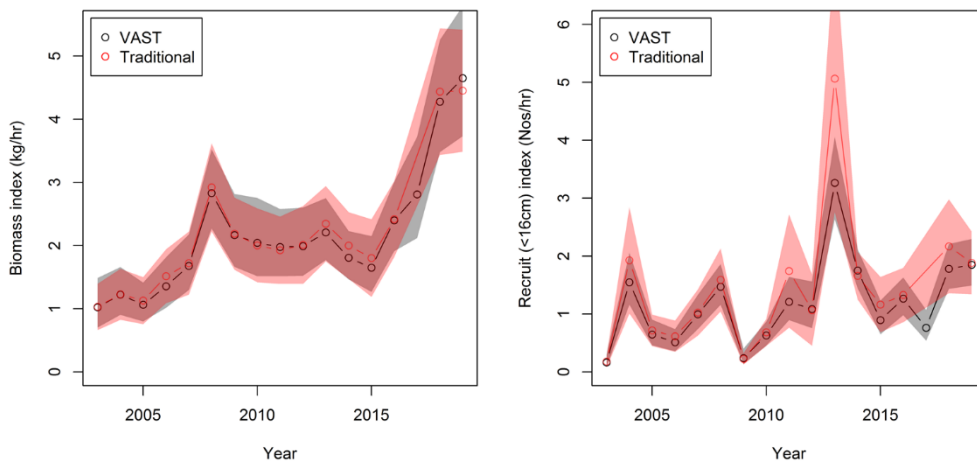 VAST
Traditional
Biomass index (kg/hr)
0
1
2
3
4
5
2005
2010
2015
Year
VAST
Traditional
Recruit (<16cm) index (Nos/hr)
0
1
2
3
4
5
6
2005
2010
2015
Year